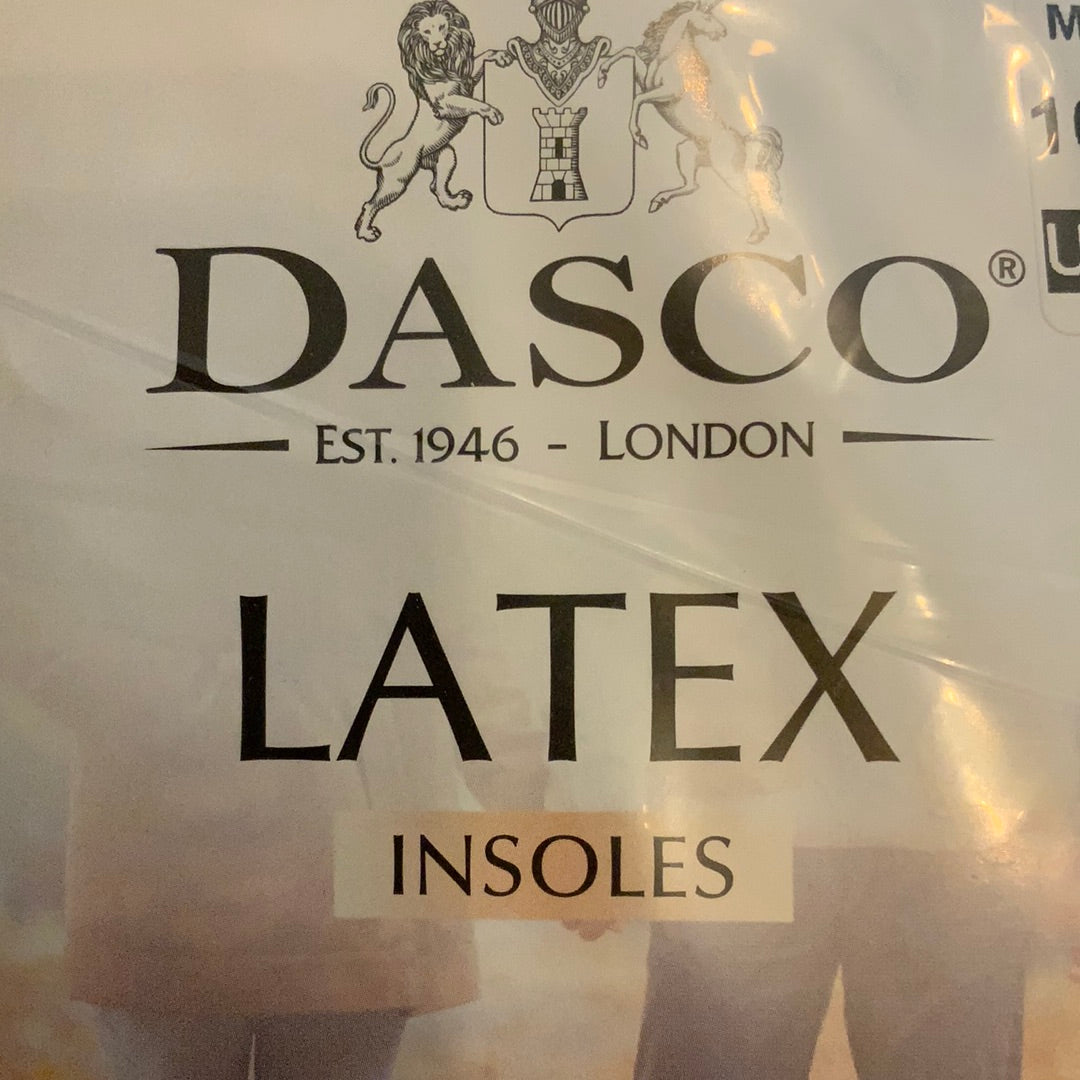 DASCO®
EST. 1946 - LONDON
LATEX
INSOLES